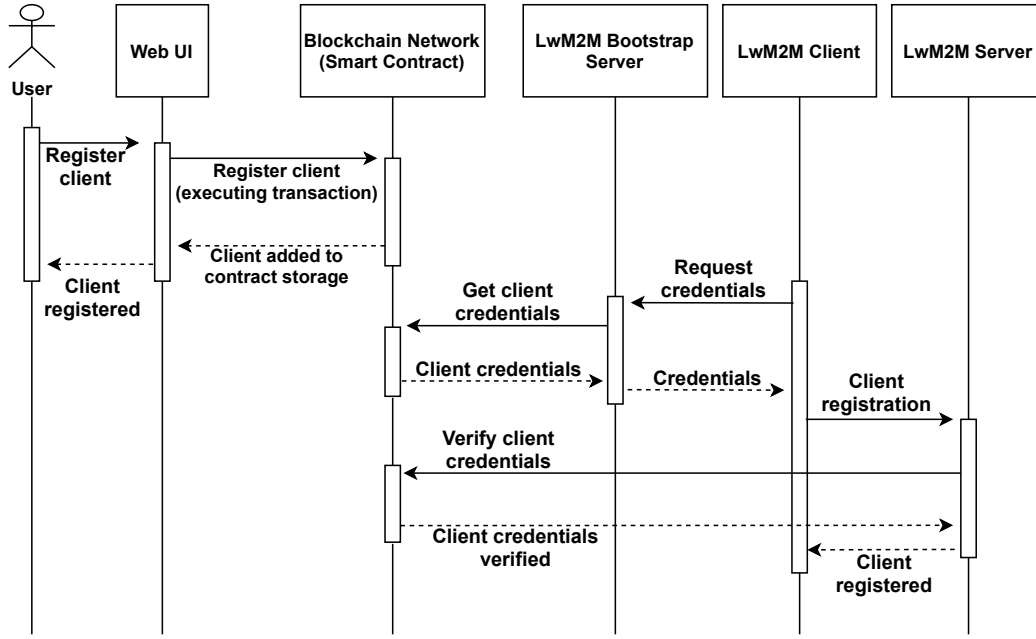 User
Web UI
Blockchain Network
(Smart Contract)
LwM2M Bootstrap
Server
LwM2M Client
LwM2M Server
Register
client
Register client
(executing transaction)
Client added to
contract storage
Client
registered
Request
credentials
Get client
credentials
Client credentials
Credentials
Client
registration
Verify client
credentials
Client credentials
verified
Client
registered